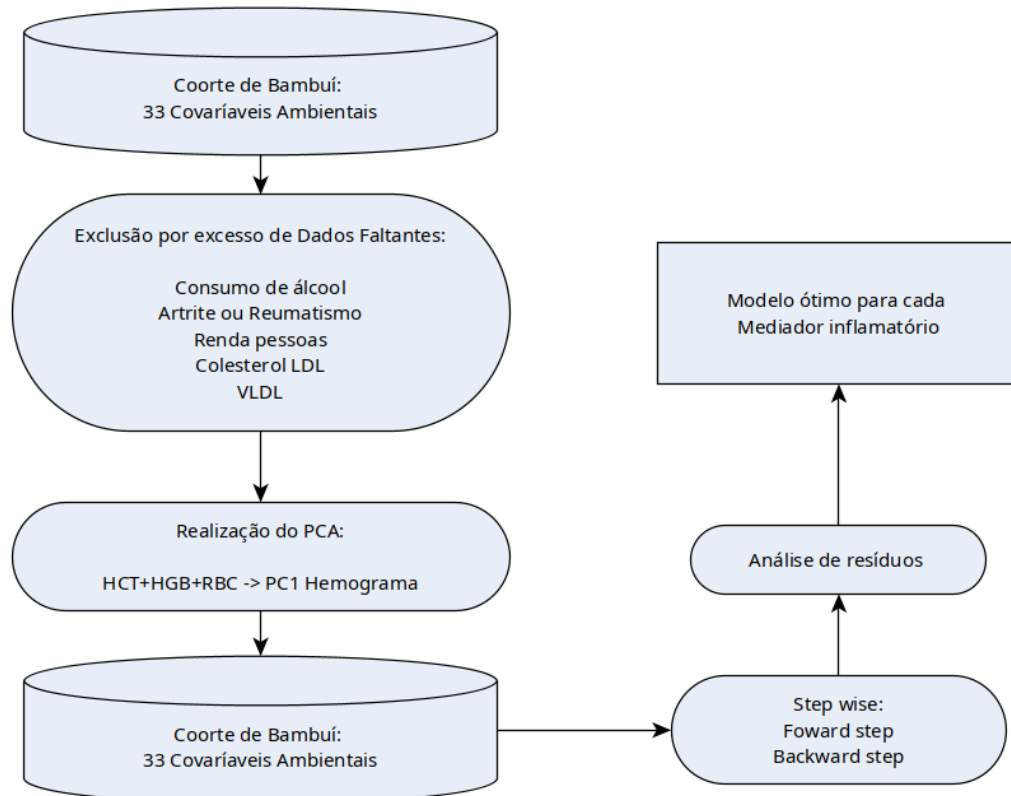 Coorte de Bambuí:
33 Covaríaveis Ambientais
Exclusão por excesso de Dados Faltantes:
Consumo de álcool
Artrite ou Reumatismo
Renda pessoas
Colesterol LDL
VLDL
Realização do PCA:
HCT+HGB+RBC -> PC1 Hemograma
Coorte de Bambuí:
33 Covaríaveis Ambientais
Step wise:
Foward step
Backward step
Análise de resíduos
Modelo ótimo para cada
Mediador inflamatório